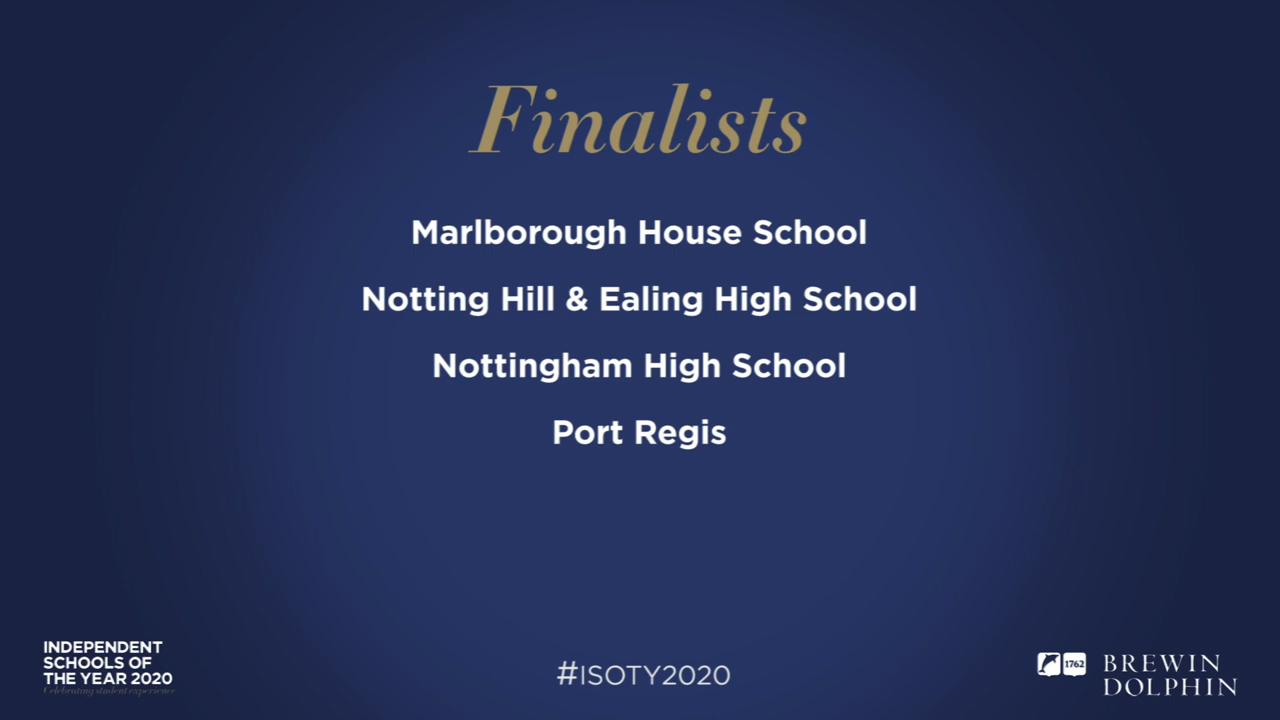 Finalists
Marlborough House School
Notting Hill & Ealing High School
Nottingham High School
Port Regis
INDEPENDENT
SCHOOLS OF
THE YEAR 2020
Celebrating student experience
#ISOTY2020
1762
BREWIN
DOLPHIN